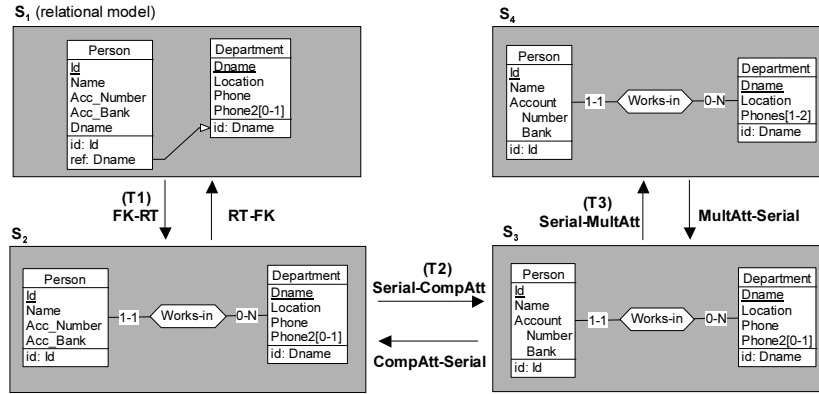 S1 (relational model)
Person
Id
Name
Acc_Number
Acc_Bank
Dname
id: Id
ref: Dname
Department
Dname
Location
Phone
Phone2[0-1]
id: Dname
(T1)
FK-RT
RT-FK
S2
Person
Id
Name
Acc_Number
Acc_Bank
id: Id
1-1
Works-in
0-N
Department
Dname
Location
Phone
Phone2[0-1]
id: Dname
(T2)
Serial-CompAtt
CompAtt-Serial
S4
Person
Id
Name
Account
Number
Bank
id: Id
1-1
Works-in
0-N
Department
Dname
Location
Phones[1-2]
id: Dname
(T3)
Serial-MultAtt
MultAtt-Serial
S3
Person
Id
Name
Account
Number
Bank
id: Id
1-1
Works-in
0-N
Department
Dname
Location
Phone
Phone2[0-1]
id: Dname